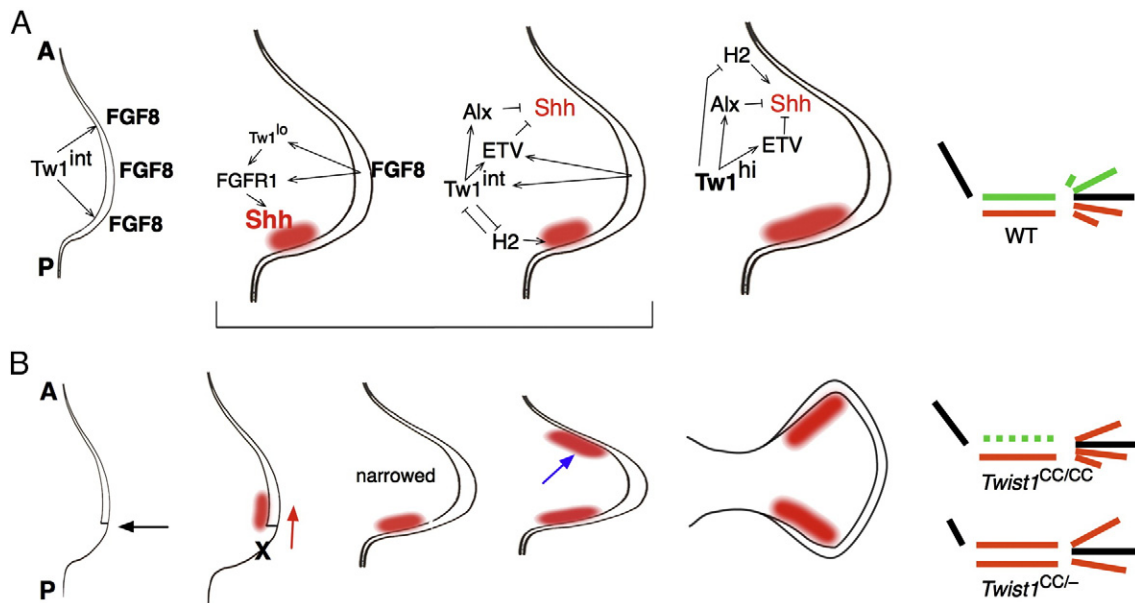 A
A
FGF8
Tw1int
FGF8
FGF8
P
Tw1lo
FGFR1
FGF8
Shh
Alx
Shh
ETV
Tw1int
H2
H2
Alx
Shh
ETV
Tw1hi
WT
B
A
P
X
narrowed
Twist1CC/CC
Twist1CC/–